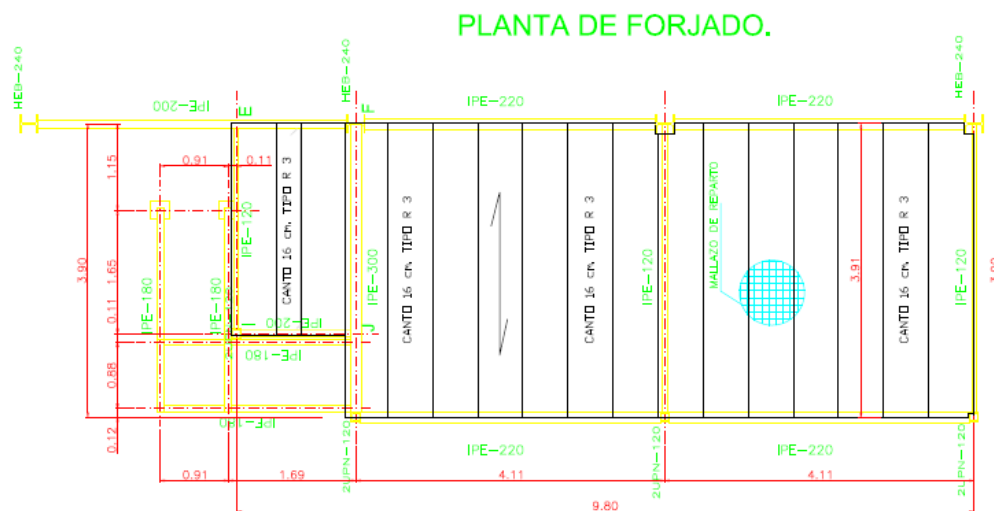 PLANTA DE FORJADO.
HEB-240
HEB-240
HEB-240
IPE-200
E
F
IPE-220
IPE-220
0.91
0.11
1.15
3.90
1.65
0.11
0.88
0.12
IPE-180
IPE-180
IPE-120
CANTO 16 cm. TIPO R 3
IPE-300
CANTO 16 cm. TIPO R 3
CANTO 16 cm. TIPO R 3
IPE-120
MALLAZO DE REPARTO
3.91
CANTO 16 cm. TIPO R 3
IPE-120
I
IPE-200
J
IPE-180
IPE-180
2UPN-120
IPE-220
2UPN-120
IPE-220
2UPN-120
0.91
1.69
4.11
4.11
9.80